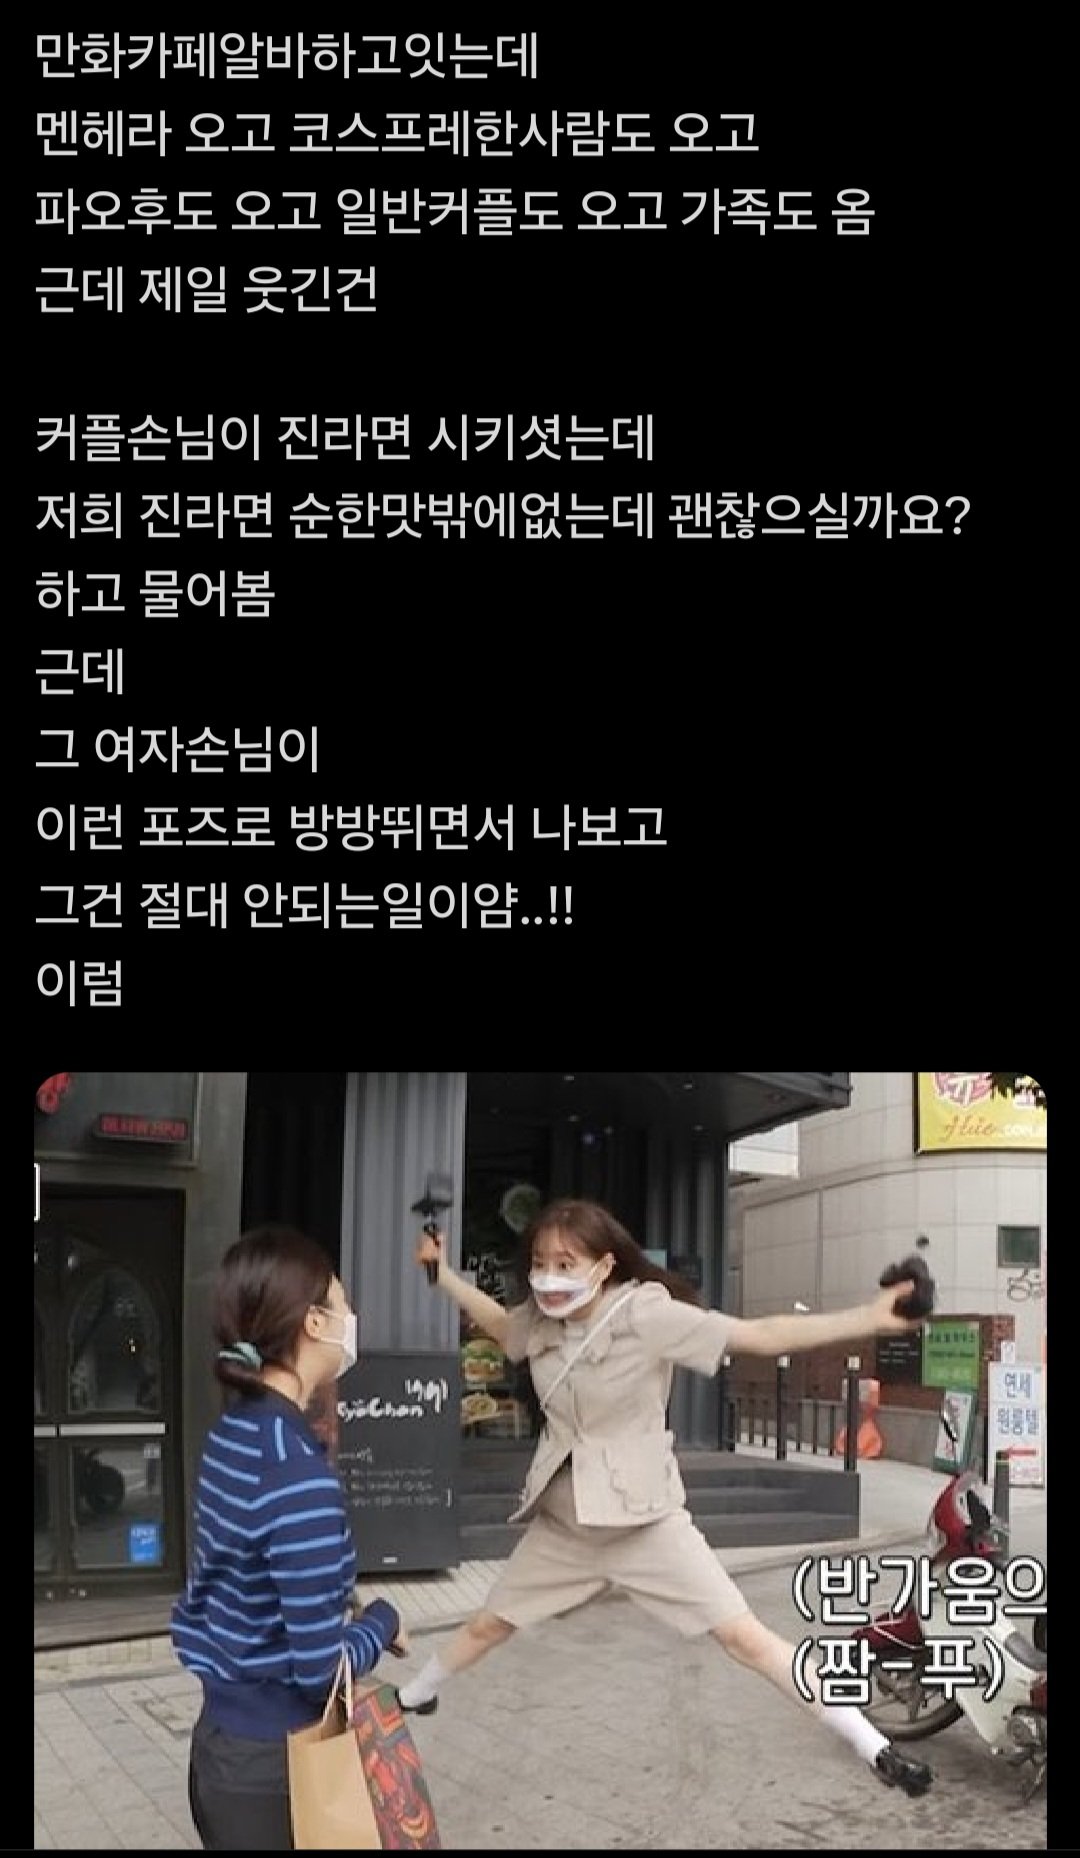 만화카페알바하고잇는데
멘헤라 오고 코스프레한사람도 오고
파오후도 오고 일반커플도 오고 가족도 옴
근데 제일 웃긴건
커플손님이 진라면 시키셧는데
저희 진라면 순한맛밖에없는데 괜찮으실까요?
하고 물어봄
근데
그 여자손님이
이런 포즈로 방방뛰면서 나보고
그건 절대 안되는일이얌..!!
이럼
KyoChon
연세
(반가움으
(짬-푸)